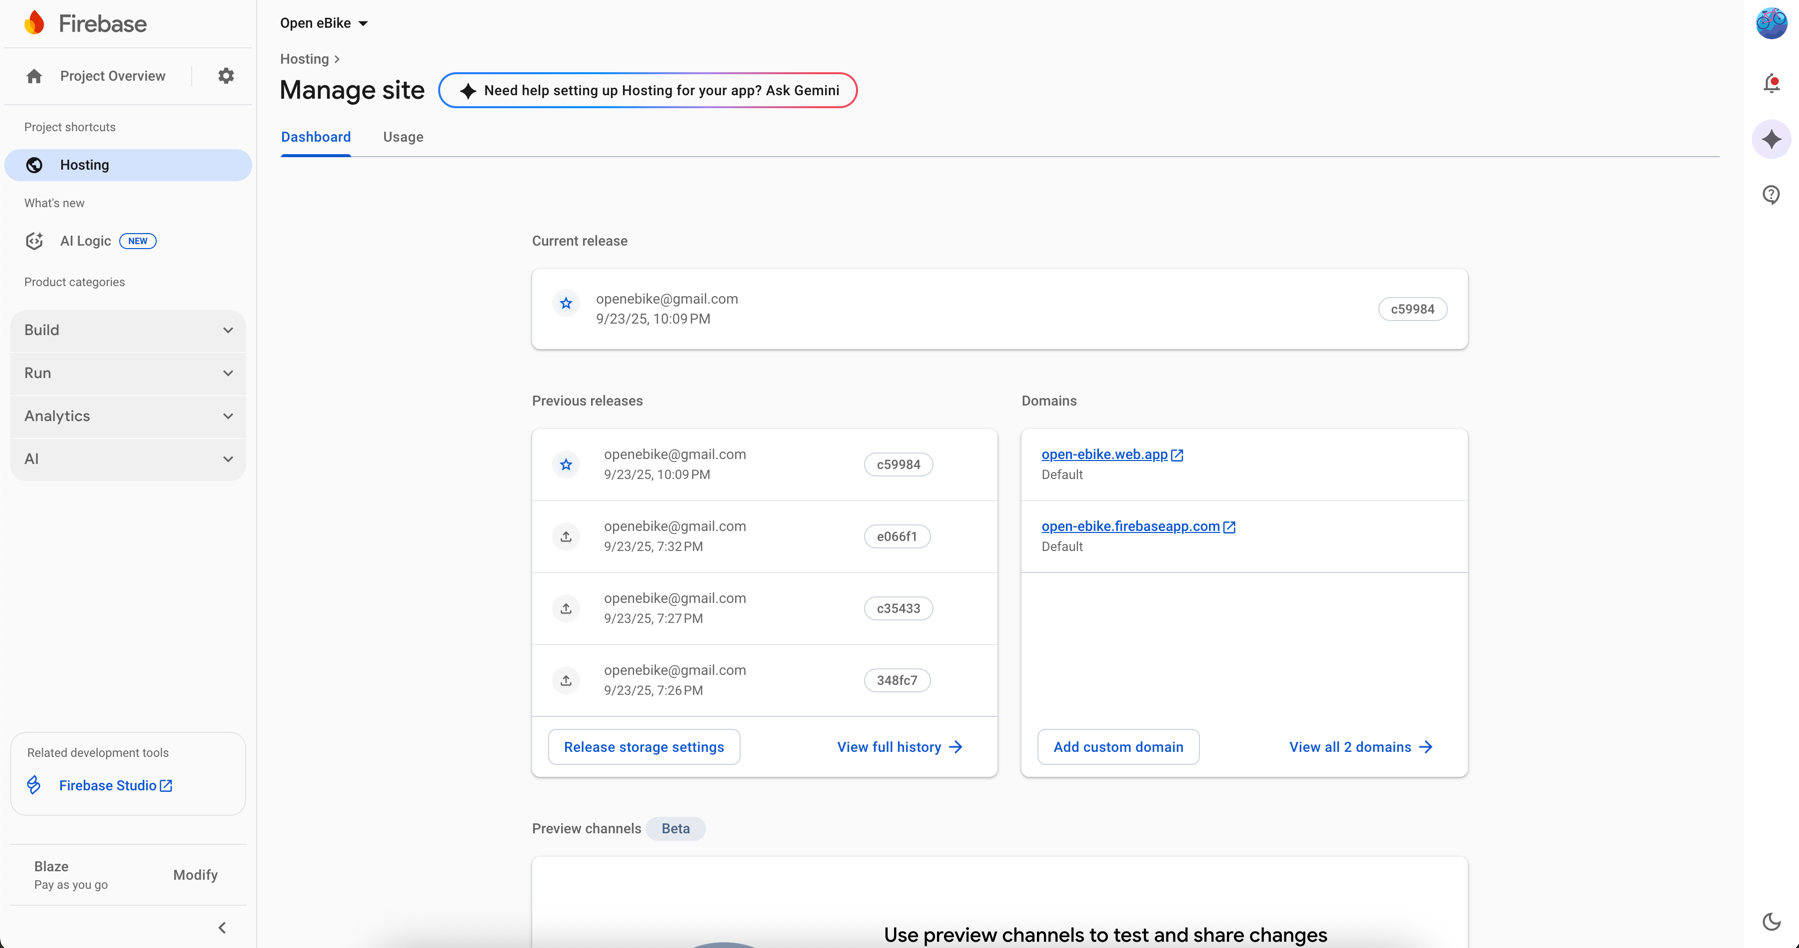 Firebase
Project Overview
Project shortcuts
Hosting
What's new
AI Logic NEW
Product categories
Build
Run
Analytics
AI
Related development tools
Firebase Studio
Blaze
Pay as you go
Modify
Open eBike
Hosting
Manage site
Need help setting up Hosting for your app? Ask Gemini
Dashboard Usage
Current release
openebike@gmail.com
9/23/25, 10:09 PM
c59984
Previous releases
openebike@gmail.com
9/23/25, 10:09 PM
c59984
openebike@gmail.com
9/23/25, 7:32 PM
e066f1
openebike@gmail.com
9/23/25, 7:27 PM
c35433
openebike@gmail.com
9/23/25, 7:26 PM
348fc7
Release storage settings View full history
Domains
open-ebike.web.app
Default
open-ebike.firebaseapp.com
Default
Add custom domain View all 2 domains
Preview channels Beta
Use preview channels to test and share changes